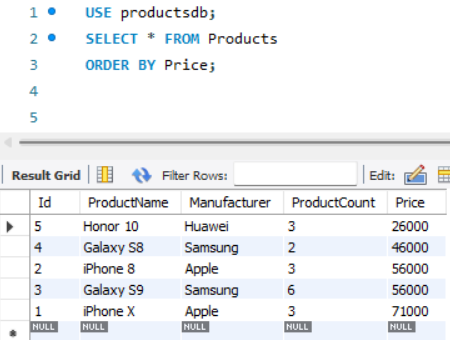 1 USE productsdb;
2 SELECT * FROM Products
3 ORDER BY Price;
4
5
Result Grid Filter Rows: Edit:
Id ProductName Manufacturer ProductCount Price
5 Honor 10 Huawei 3 26000
4 Galaxy S8 Samsung 2 46000
2 iPhone 8 Apple 3 56000
3 Galaxy S9 Samsung 6 56000
1 iPhone X Apple 3 71000
NULL NULL NULL NULL NULL